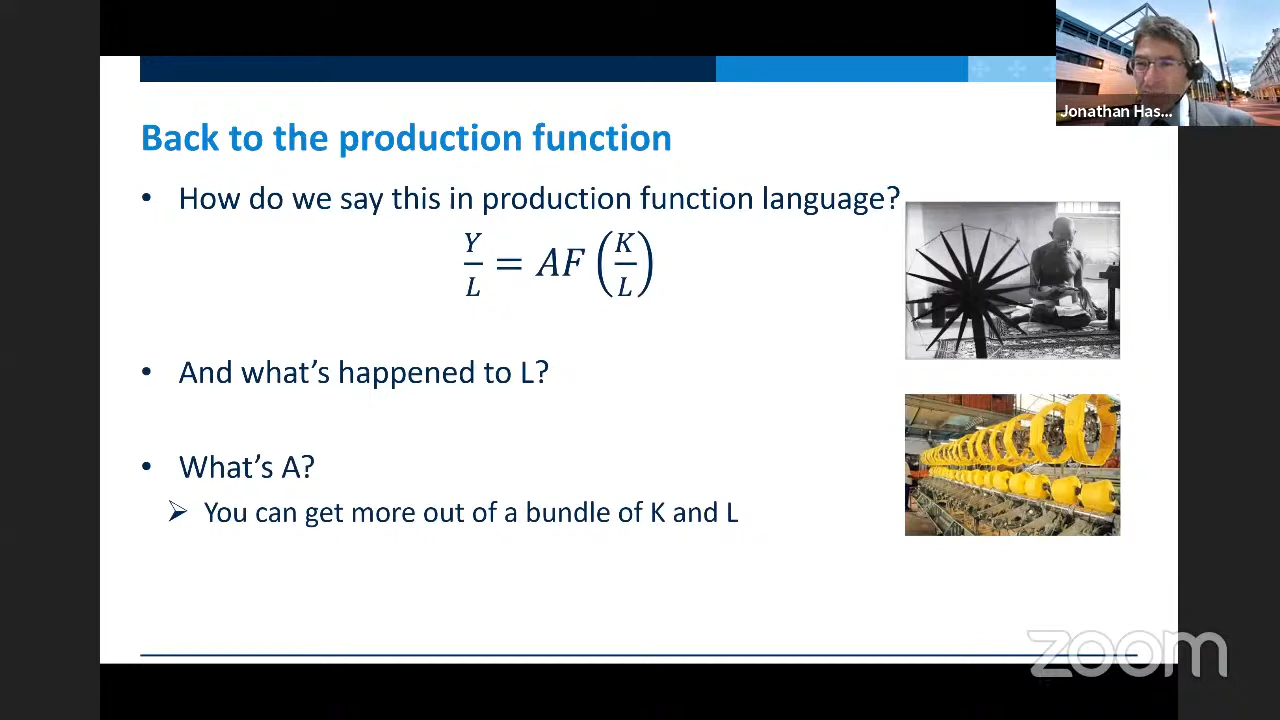 Jonathan Has...
Back to the production function
• How do we say this in production function language?
Y/L = AF (K/L)
• And what's happened to L?
• What's A?
➢ You can get more out of a bundle of K and L
zoom